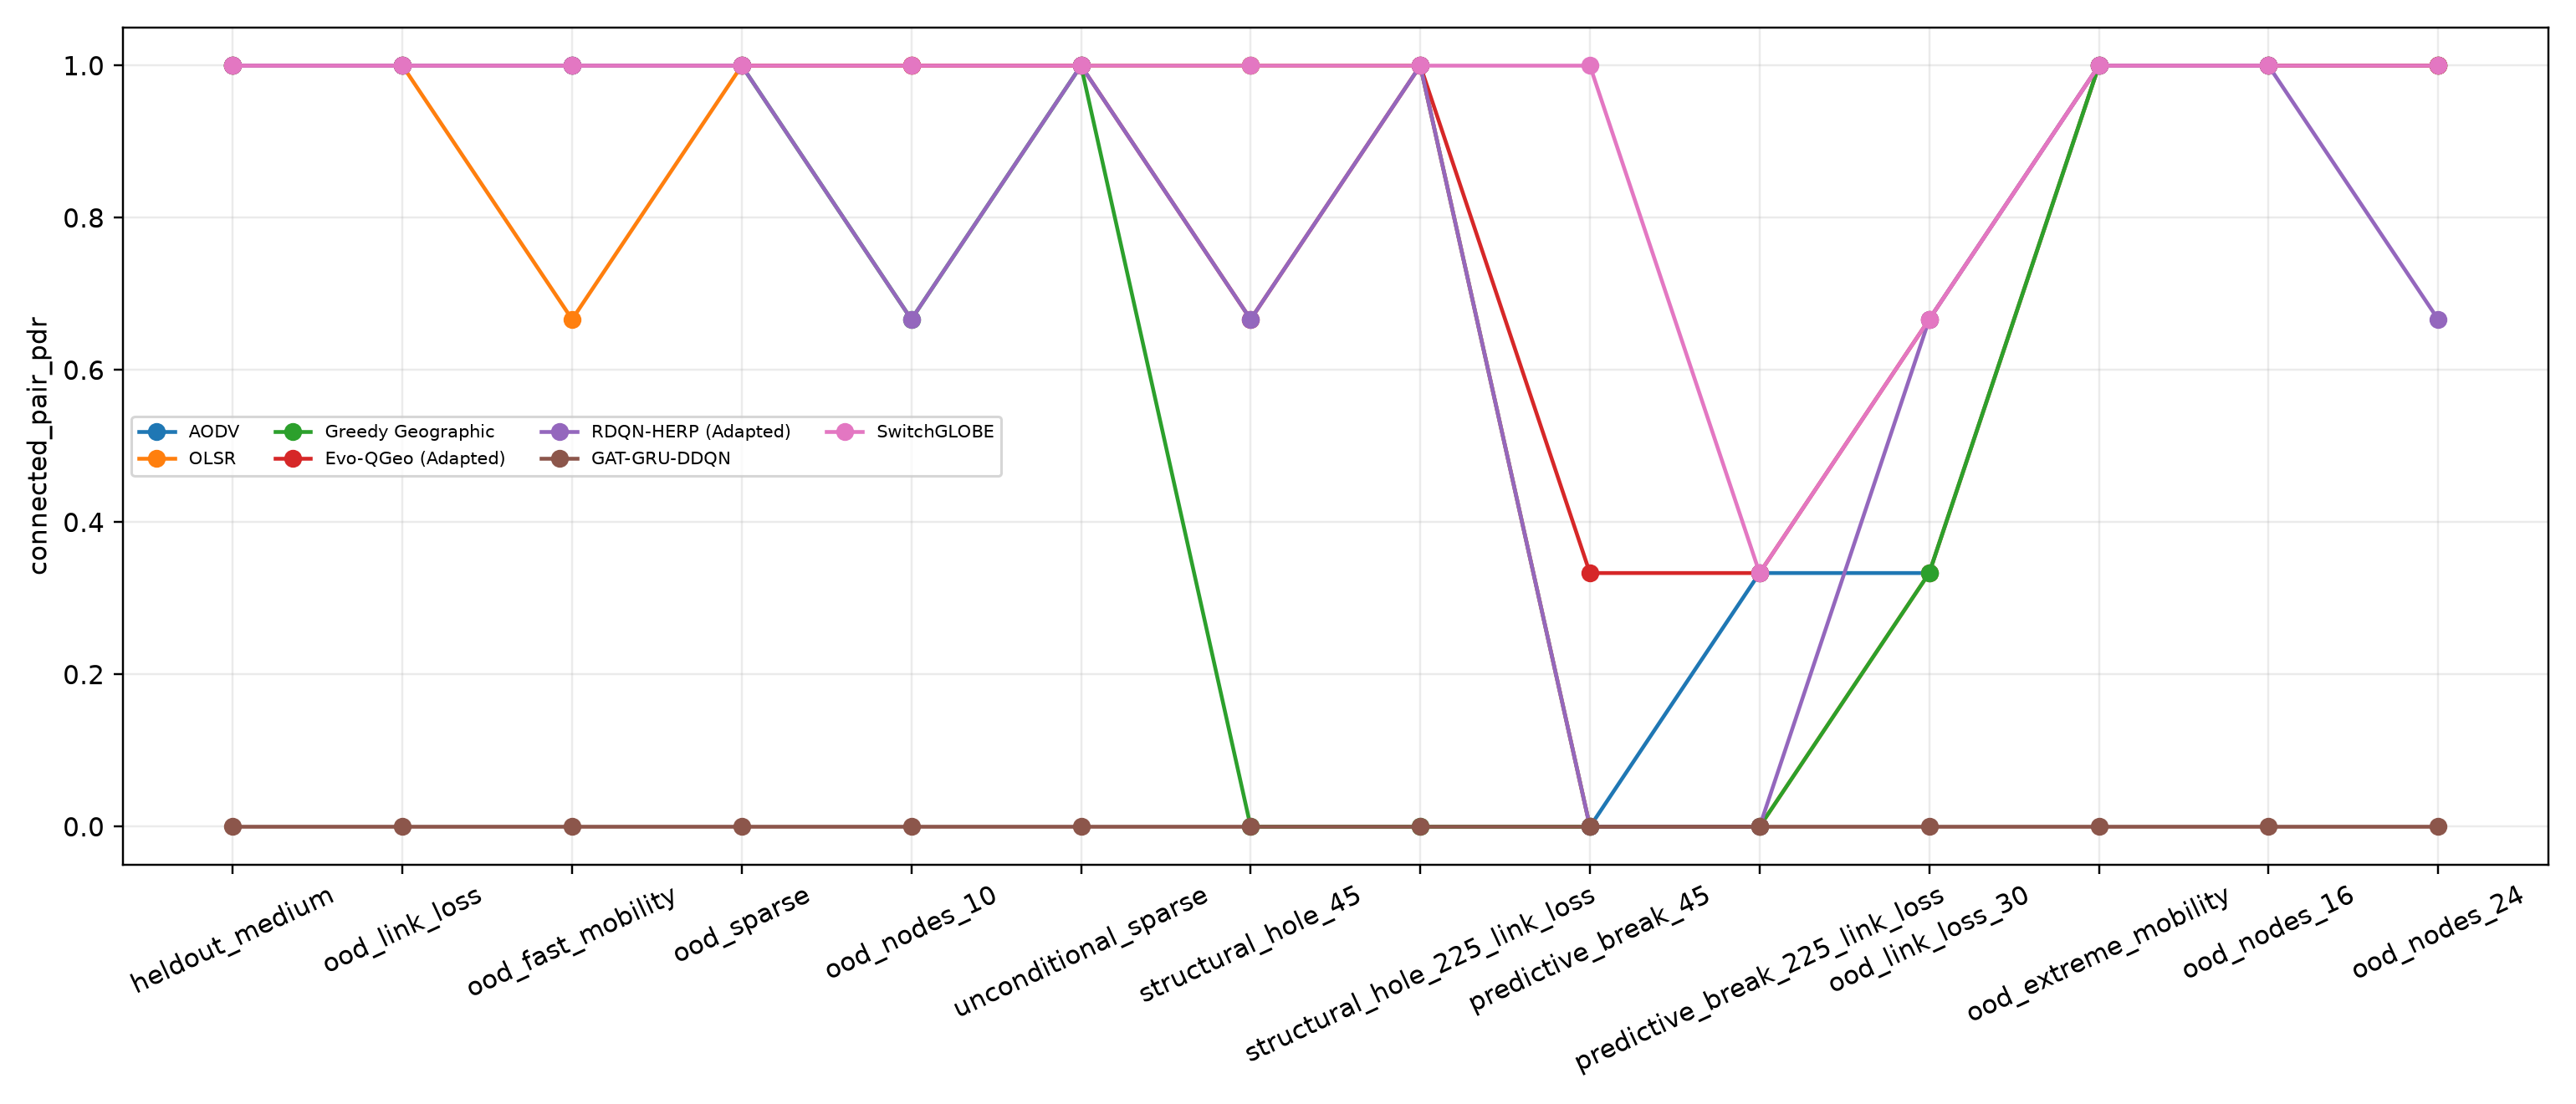 connected_pair_pdr
1.0
0.8
0.6
0.4
0.2
0.0
AODV
OLSR
Greedy Geographic
Evo-QGeo (Adapted)
RDQN-HERP (Adapted)
GAT-GRU-DDQN
SwitchGLOBE
heldout_medium
ood_link_loss
ood_fast_mobility
ood_sparse
ood_nodes_10
unconditional_sparse
structural_hole_45
structural_hole_225_link_loss
predictive_break_45
predictive_break_225_link_loss
ood_link_loss_30
ood_extreme_mobility
ood_nodes_16
ood_nodes_24